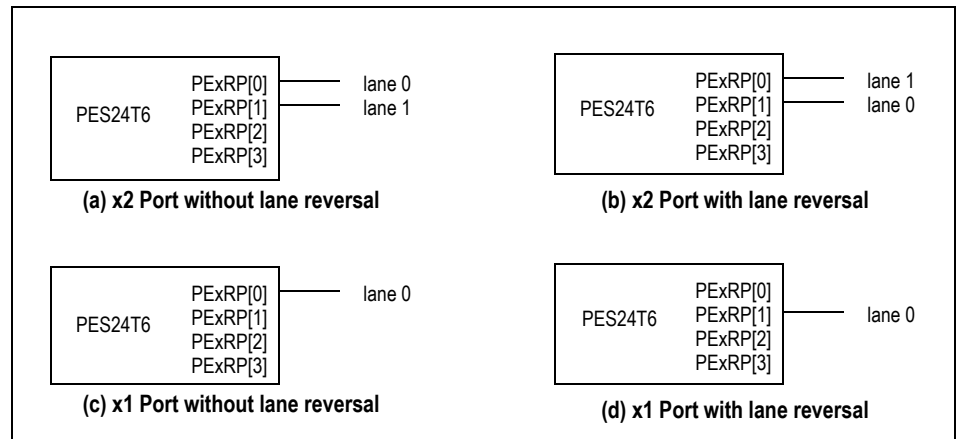 PES24T6
PExRP[0]
PExRP[1]
PExRP[2]
PExRP[3]
lane 0
lane 1
(a) x2 Port without lane reversal
PES24T6
PExRP[0]
PExRP[1]
PExRP[2]
PExRP[3]
lane 1
lane 0
(b) x2 Port with lane reversal
PES24T6
PExRP[0]
PExRP[1]
PExRP[2]
PExRP[3]
lane 0
(c) x1 Port without lane reversal
PES24T6
PExRP[0]
PExRP[1]
PExRP[2]
PExRP[3]
lane 0
(d) x1 Port with lane reversal